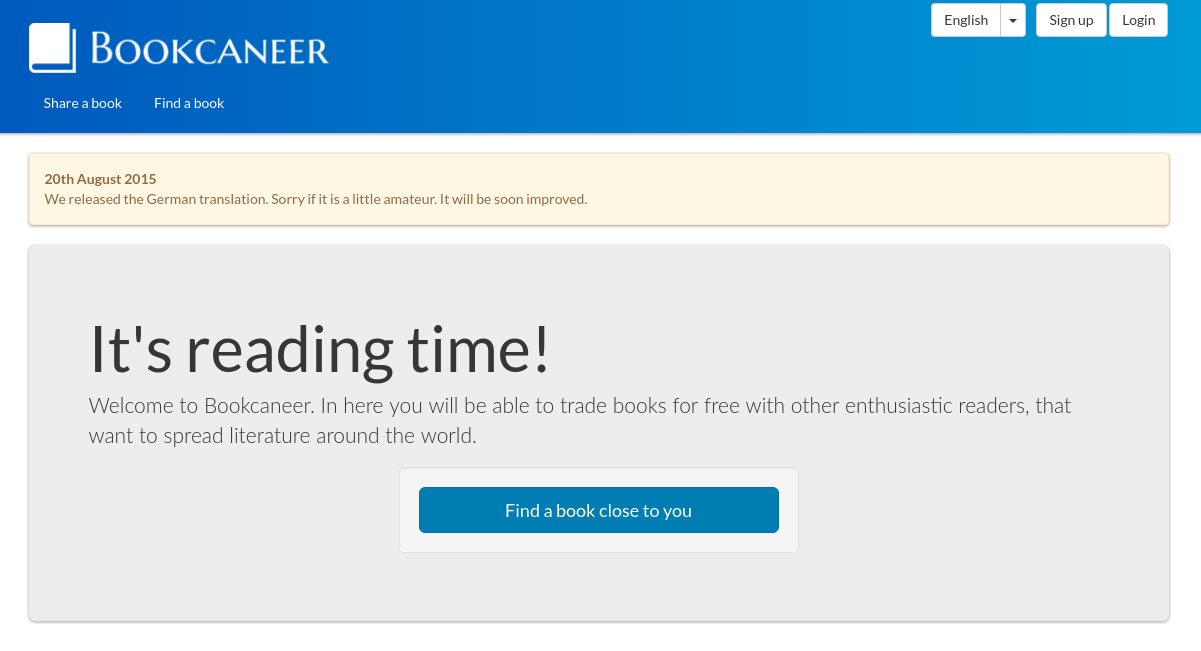 English
Sign up
Login
BOOKCANEER
Share a book
Find a book
20th August 2015
We released the German translation. Sorry if it is a little amateur. It will be soon improved.
It's reading time!
Welcome to Bookcaneer. In here you will be able to trade books for free with other enthusiastic readers, that
want to spread literature around the world.
Find a book close to you